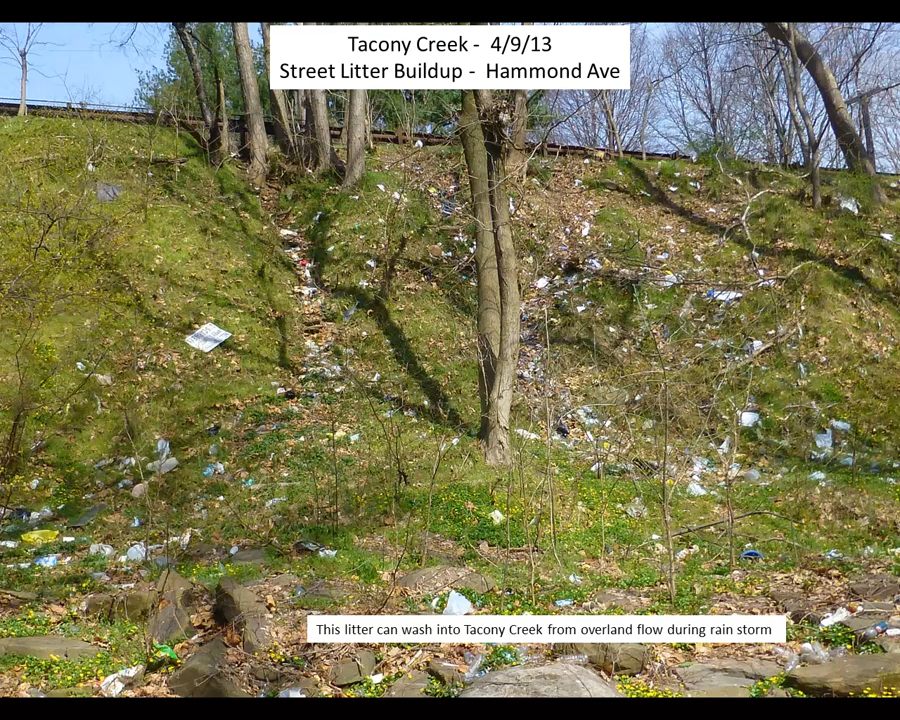 Tacony Creek - 4/9/13
Street Litter Buildup - Hammond Ave
This litter can wash into Tacony Creek from overland flow during rain storm